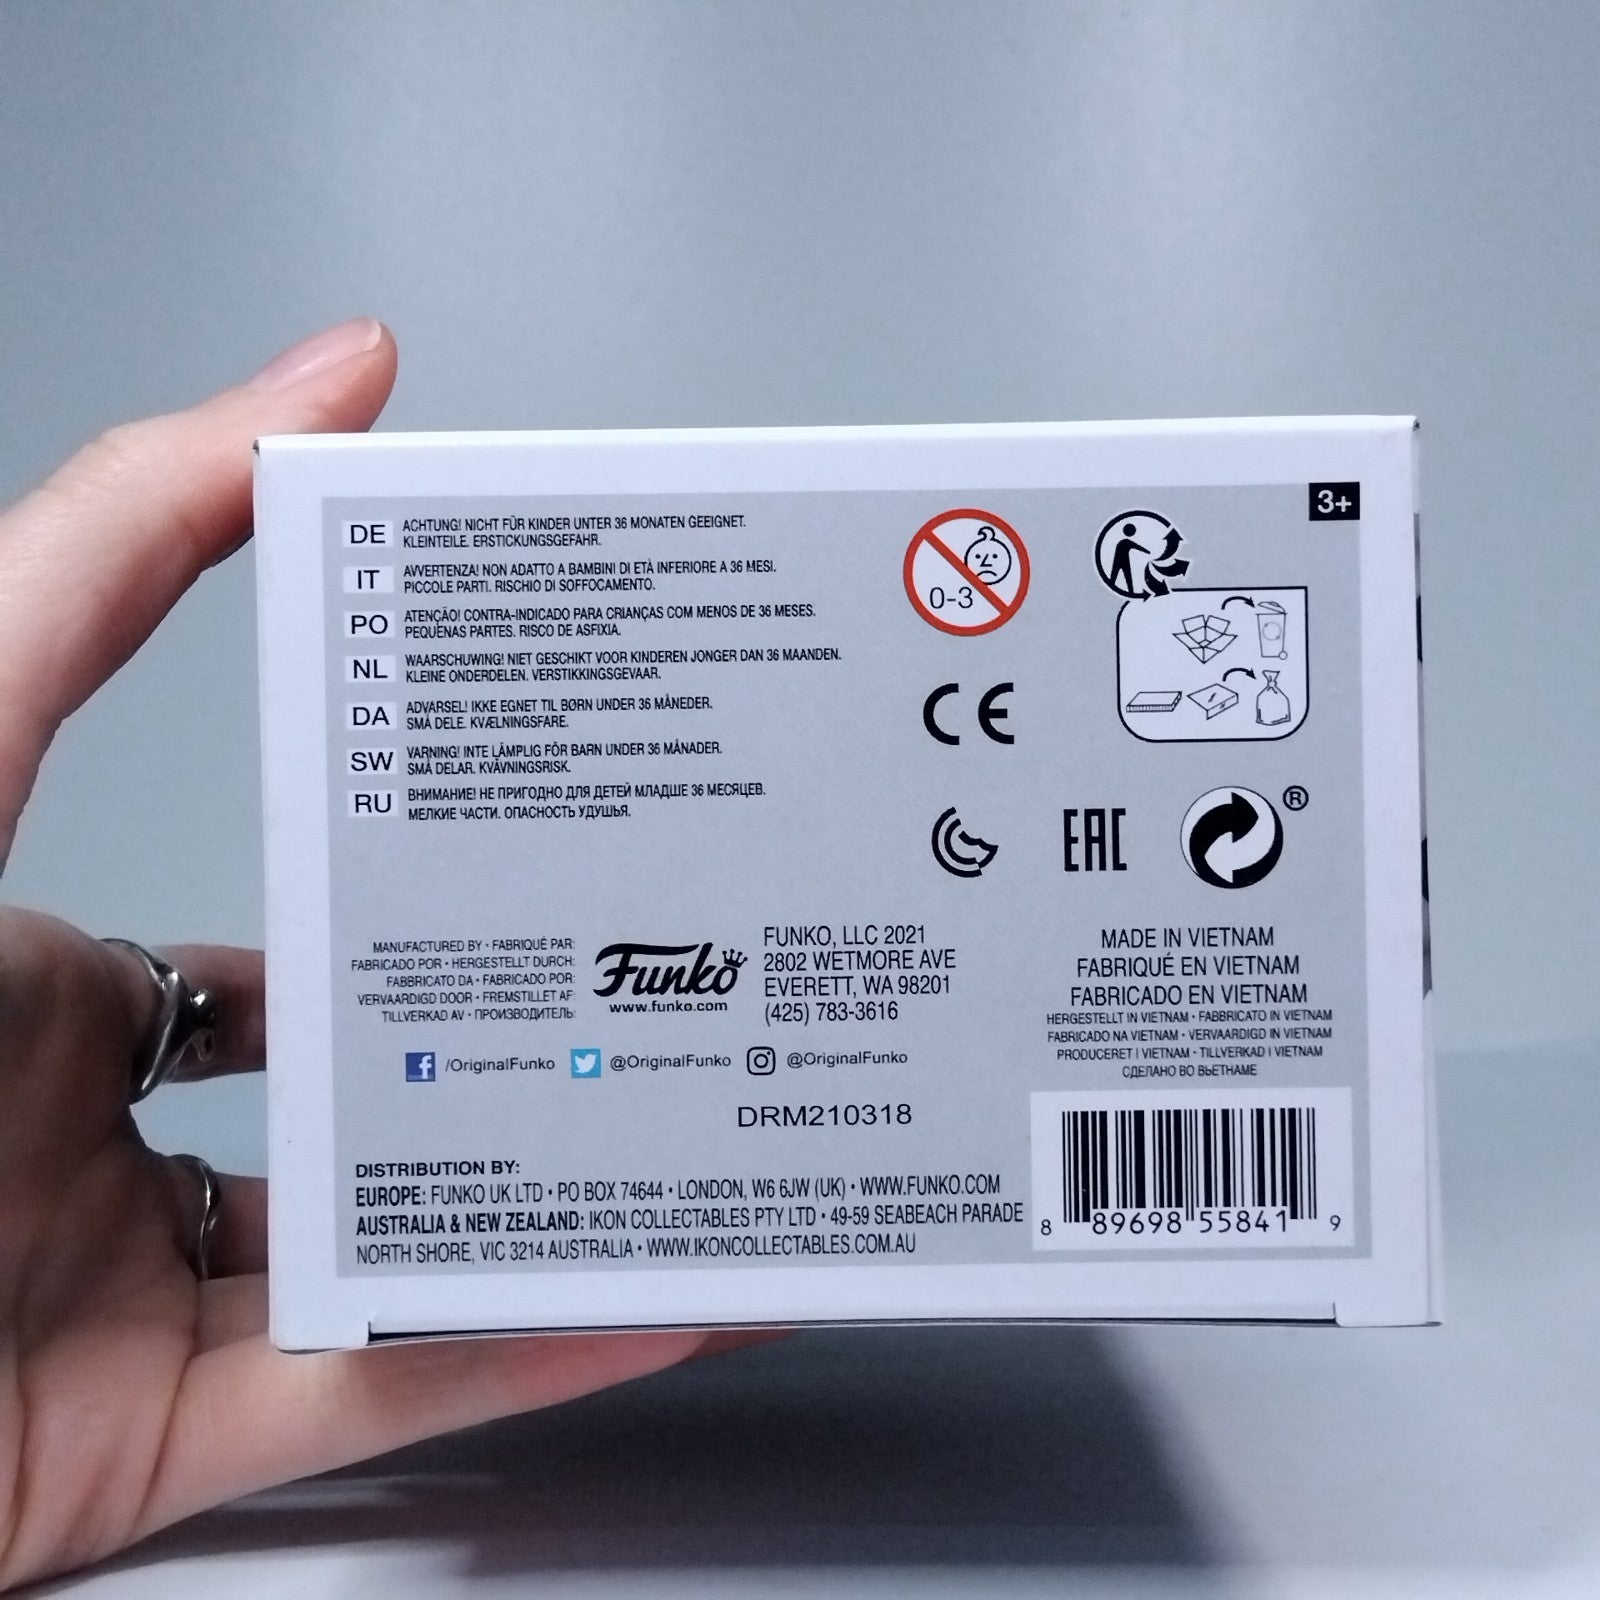 3+
DE ACHTUNG! NICHT FÜR KINDER UNTER 36 MONATEN GEEIGNET.
KLEINTEILE. ERSTICKUNGSGEFAHR.
IT AVVERTENZA! NON ADATTO A BAMBINI DI ETÀ INFERIORE A 36 MESI.
PICCOLE PARTI. RISCHIO DI SOFFOCAMENTO.
PO ATENÇÃO! CONTRA-INDICADO PARA CRIANÇAS COM MENOS DE 36 MESES.
PEQUENAS PARTES. RISCO DE ASFIXIA.
NL WAARSCHUWING! NIET GESCHIKT VOOR KINDEREN JONGER DAN 36 MAANDEN.
KLEINE ONDERDELEN. VERSTIKKINGSGEVAAR.
DA ADVARSEL! IKKE EGNET TIL BØRN UNDER 36 MÅNEDER.
SMÅ DELE. KVÆLNINGSFARE.
SW VARNING! INTE LÄMPLIG FÖR BARN UNDER 36 MÅNADER.
SMÅ DELAR. KVÄVNINGSRISK.
RU ВНИМАНИЕ! НЕ ПРИГОДНО ДЛЯ ДЕТЕЙ МЛАДШЕ 36 МЕСЯЦЕВ.
МЕЛКИЕ ЧАСТИ. ОПАСНОСТЬ УДУШЬЯ.
0-3
CE
EAC
®
MANUFACTURED BY • FABRIQUÉ PAR:
FABRICADO POR • HERGESTELLT DURCH:
FABBRICATO DA • FABRICADO POR:
VERVAARDIGD DOOR • FREMSTILLET AF:
TILLVERKAD AV • ПРОИЗВОДИТЕЛЬ:
Funko
www.funko.com
FUNKO, LLC 2021
2802 WETMORE AVE
EVERETT, WA 98201
(425) 783-3616
MADE IN VIETNAM
FABRIQUÉ EN VIETNAM
FABRICADO EN VIETNAM
HERGESTELLT IN VIETNAM • FABBRICATO IN VIETNAM
FABRICADO NA VIETNAM • VERVAARDIGD IN VIETNAM
PRODUCERET I VIETNAM • TILLVERKAD I VIETNAM
СДЕЛАНО ВО ВЬЕТНАМЕ
f /OriginalFunko @OriginalFunko @OriginalFunko
DRM210318
DISTRIBUTION BY:
EUROPE: FUNKO UK LTD • PO BOX 74644 • LONDON, W6 6JW (UK) • WWW.FUNKO.COM
AUSTRALIA & NEW ZEALAND: IKON COLLECTABLES PTY LTD • 49-59 SEABEACH PARADE
NORTH SHORE, VIC 3214 AUSTRALIA • WWW.IKONCOLLECTABLES.COM.AU
8 89698 55841 9